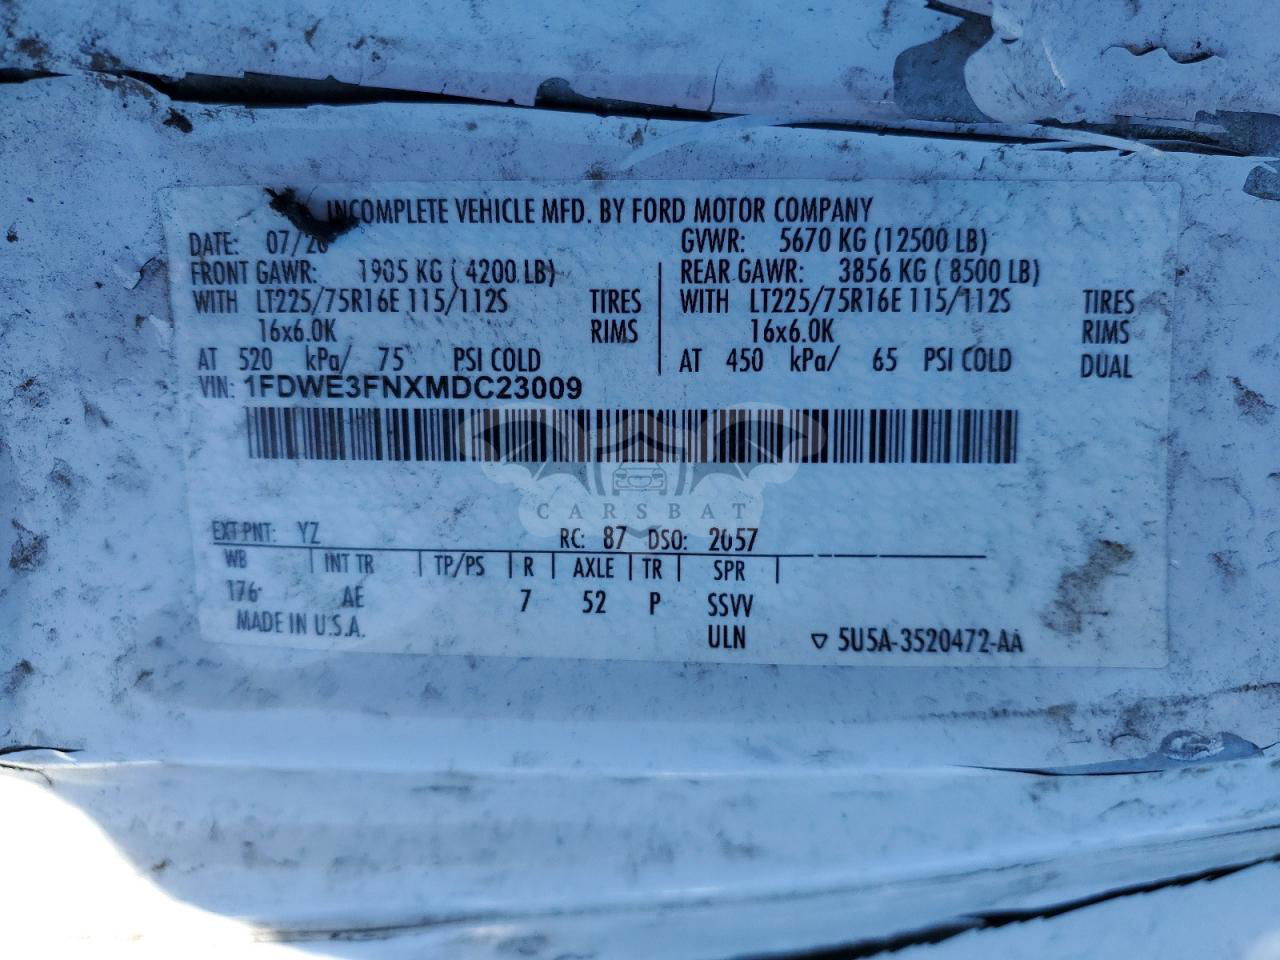 INCOMPLETE VEHICLE MFD. BY FORD MOTOR COMPANY
DATE: 07/20 GVWR: 5670 KG (12500 LB)
FRONT GAWR: 1905 KG ( 4200 LB) REAR GAWR: 3856 KG ( 8500 LB)
WITH LT225/75R16E 115/112S TIRES WITH LT225/75R16E 115/112S TIRES
16x6.0K RIMS 16x6.0K RIMS
AT 520 kPa/ 75 PSI COLD AT 450 kPa/ 65 PSI COLD DUAL
VIN: 1FDWE3FNXMDC23009
CARSBAT
EXT PNT: YZ RC: 87 DSO: 2057
WB INT TR TP/PS R AXLE TR SPR
176 AE 7 52 P SSVV
MADE IN U.S.A. ULN ▽ 5U5A-3520472-AA